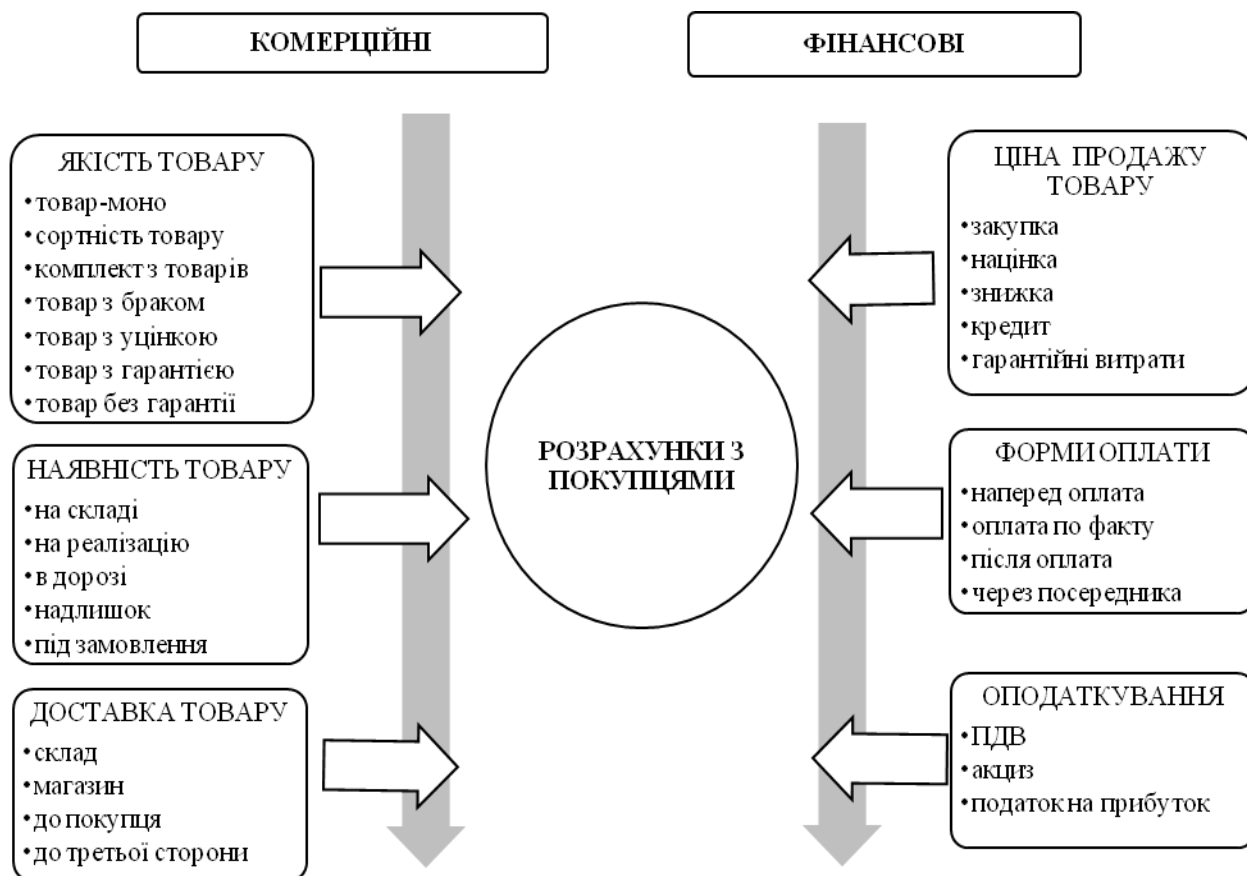 КОМЕРЦІЙНІ
ФІНАНСОВІ
ЯКІСТЬ ТОВАРУ
•товар-моно
•сортність товару
•комплект з товарів
•товар з браком
•товар з уцінкою
•товар з гарантією
•товар без гарантії
НАЯВНІСТЬ ТОВАРУ
•на складі
•на реалізацію
•в дорозі
•надлишок
•під замовлення
ДОСТАВКА ТОВАРУ
•склад
•магазин
•до покупця
•до третьої сторони
РОЗРАХУНКИ З
ПОКУПЦЯМИ
ЦІНА ПРОДАЖУ
ТОВАРУ
•закупка
•націнка
•знижка
•кредит
•гарантійні витрати
ФОРМИ ОПЛАТИ
•наперед оплата
•оплата по факту
•після оплата
•через посередника
ОПОДАТКУВАННЯ
•ПДВ
•акциз
•податок на прибуток